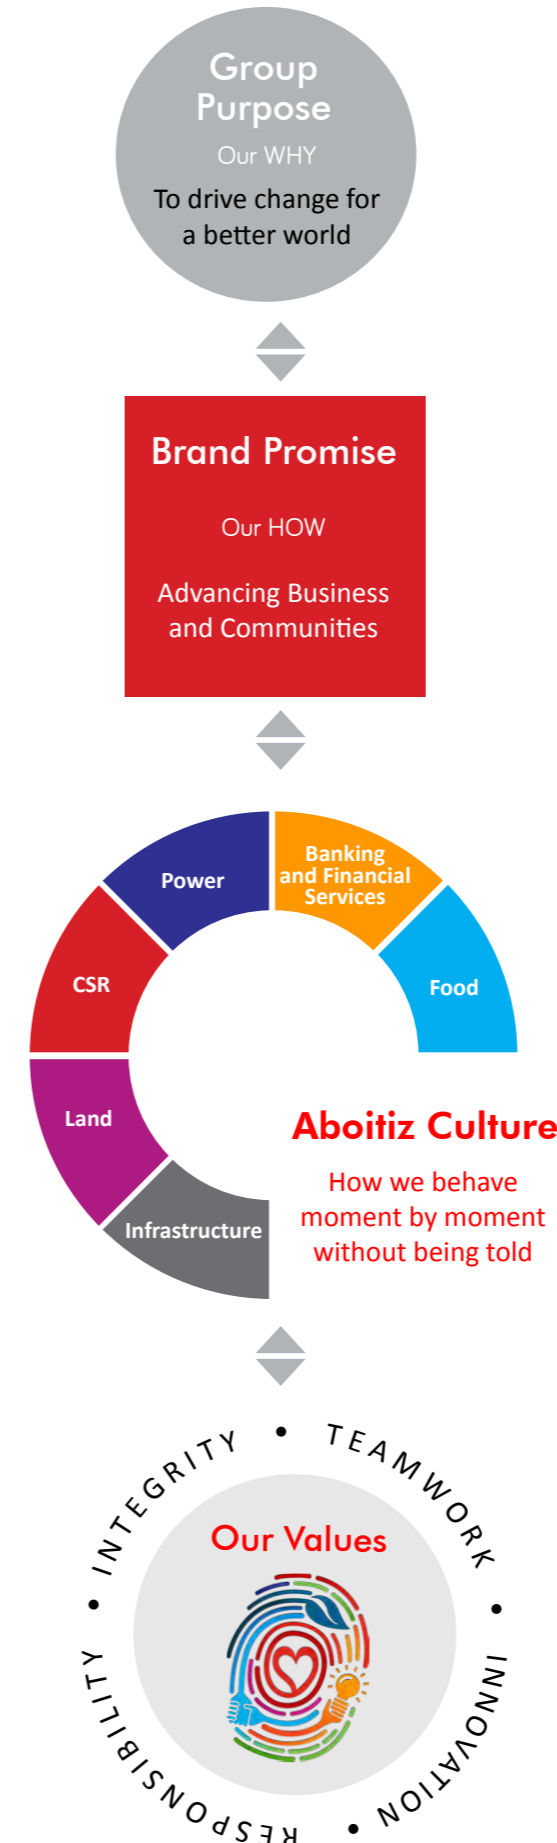 Group
Purpose
Our WHY
To drive change for
a better world
Brand Promise
Our HOW
Advancing Business
and Communities
Power
Banking
and Financial
Services
CSR
Food
Land
Infrastructure
Aboitiz Culture
How we behave
moment by moment
without being told
INTEGRITY • TEAMWORK • INNOVATION • RESPONSIBILITY •
Our Values